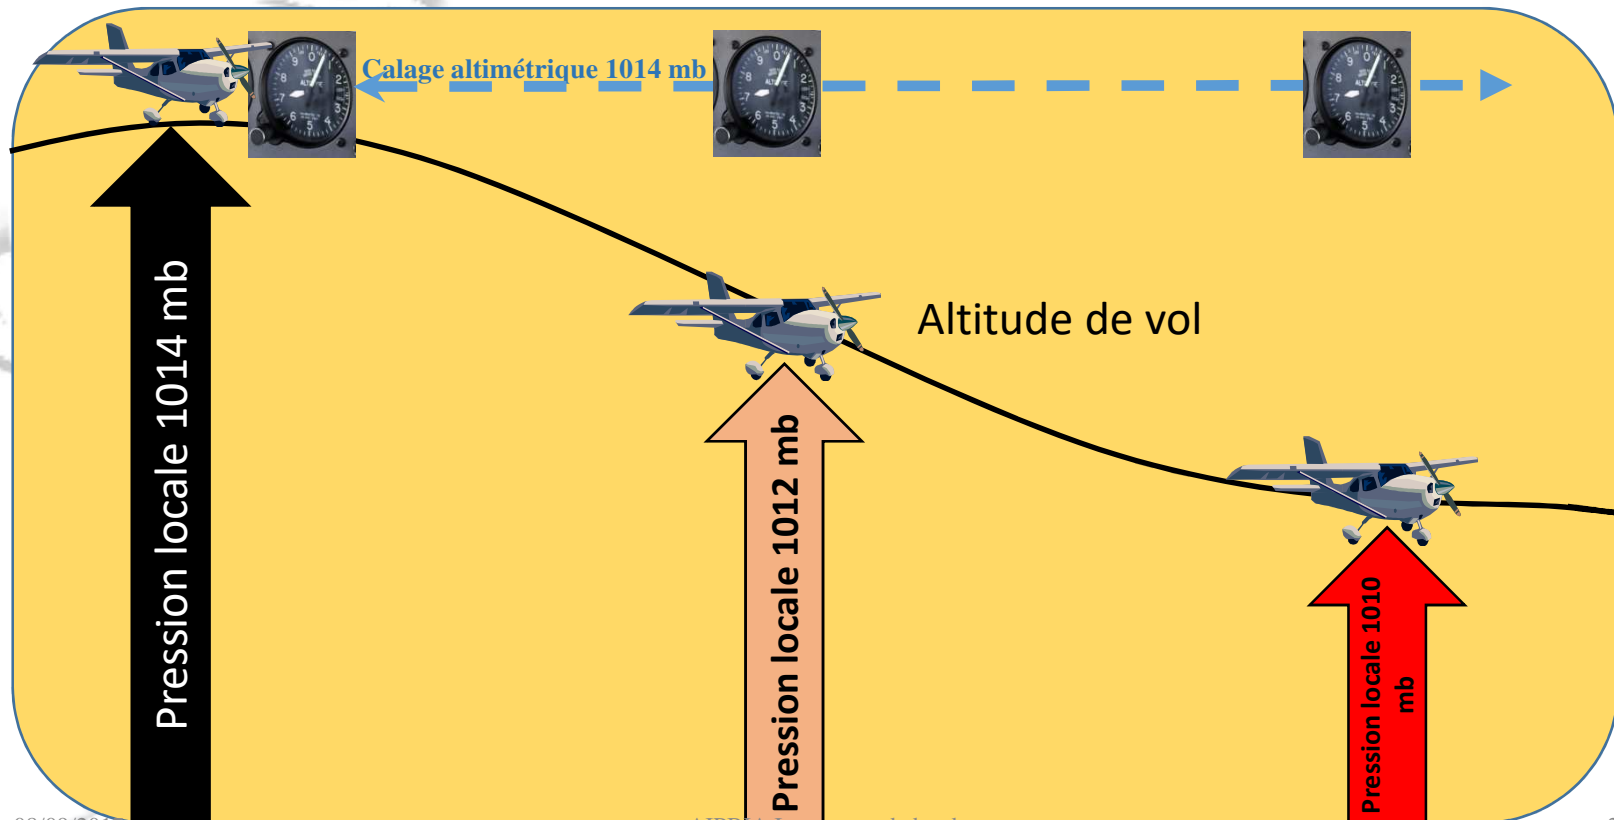 Calage altimétrique 1014 mb
Altitude de vol
Pression locale 1014 mb
Pression locale 1012 mb
Pression locale 1010
mb